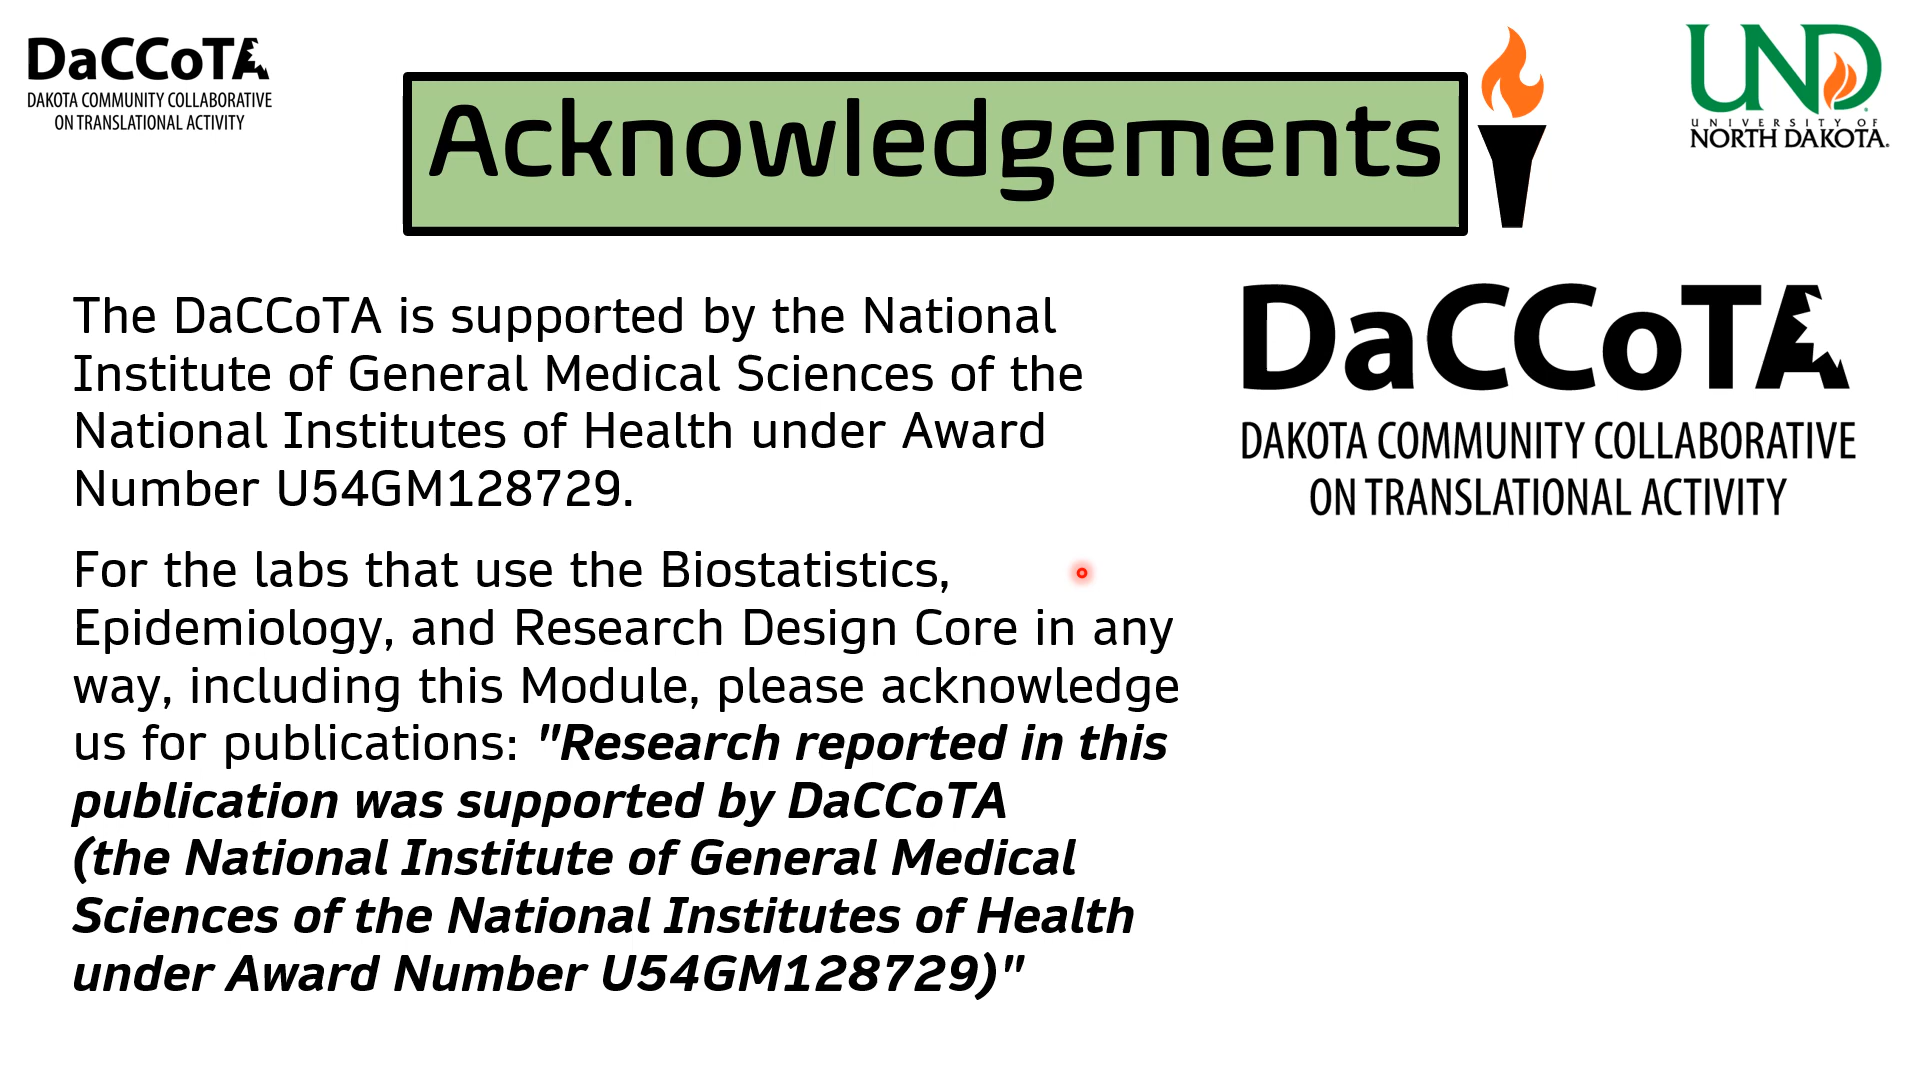 DaCCoTA
DAKOTA COMMUNITY COLLABORATIVE
ON TRANSLATIONAL ACTIVITY
Acknowledgements
UND
UNIVERSITY OF
NORTH DAKOTA.
The DaCCoTA is supported by the National
Institute of General Medical Sciences of the
National Institutes of Health under Award
Number U54GM128729.
For the labs that use the Biostatistics,
Epidemiology, and Research Design Core in any
way, including this Module, please acknowledge
us for publications: "Research reported in this
publication was supported by DaCCoTA
(the National Institute of General Medical
Sciences of the National Institutes of Health
under Award Number U54GM128729)"
DaCCoTA
DAKOTA COMMUNITY COLLABORATIVE
ON TRANSLATIONAL ACTIVITY